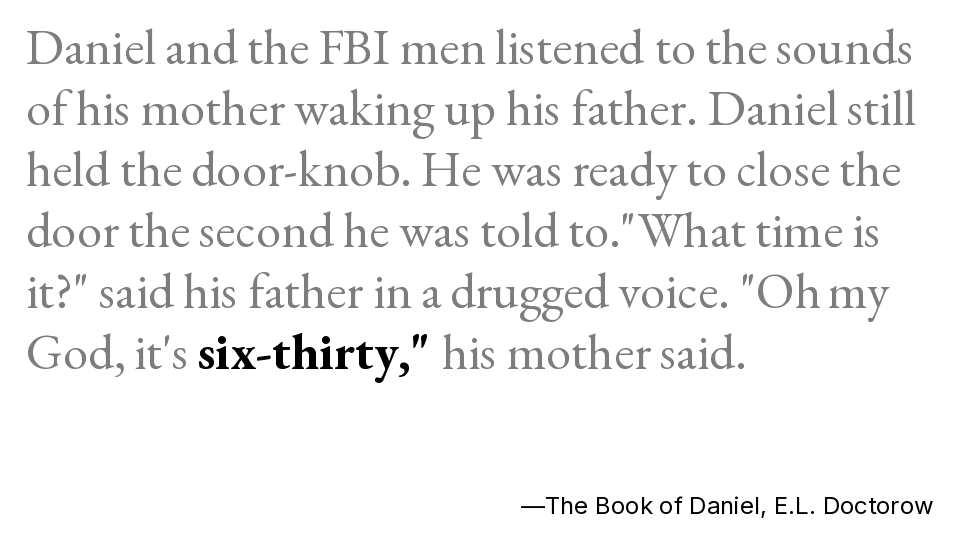 Daniel and the FBI men listened to the sounds
of his mother waking up his father. Daniel still
held the door-knob. He was ready to close the
door the second he was told to."What time is
it?" said his father in a drugged voice. "Oh my
God, it's six-thirty," his mother said.
—The Book of Daniel, E.L. Doctorow